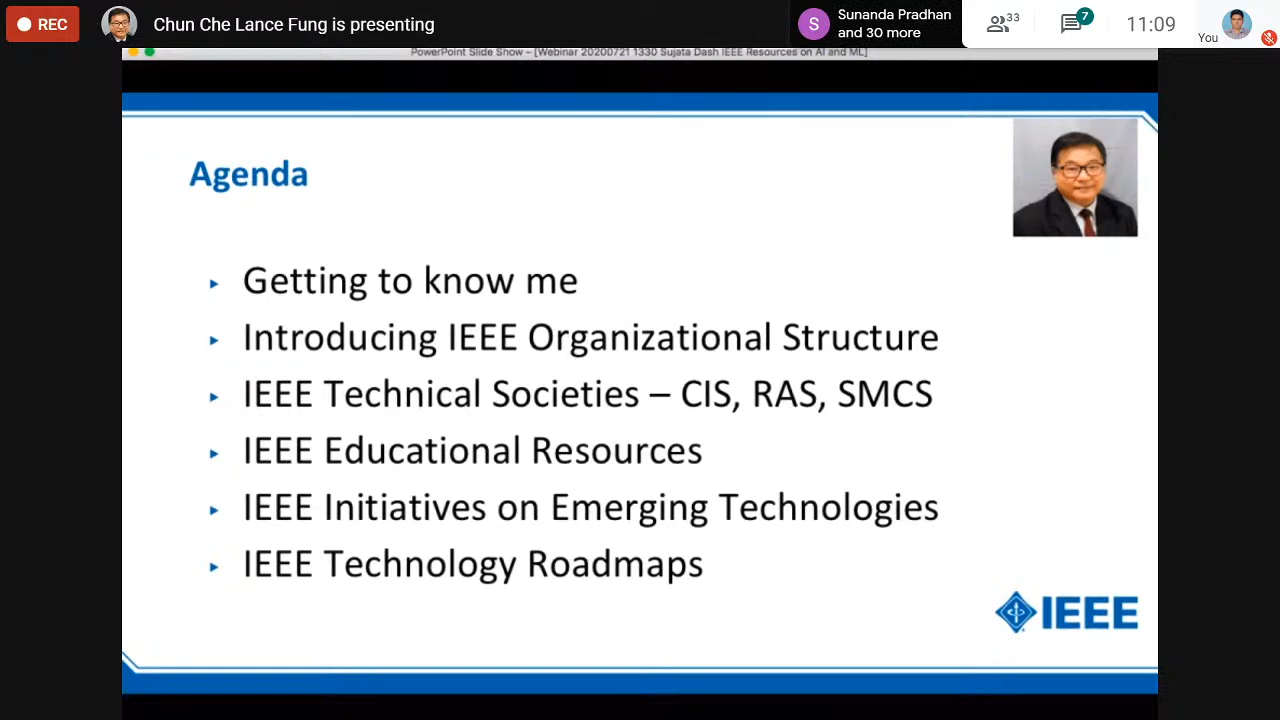 REC
Chun Che Lance Fung is presenting
S
Sunanda Pradhan
and 30 more
33
7
11:09
You
PowerPoint Slide Show – [Webinar 20200721 1330 Sujata Dash IEEE Resources on AI and ML]
Agenda
Getting to know me
Introducing IEEE Organizational Structure
IEEE Technical Societies – CIS, RAS, SMCS
IEEE Educational Resources
IEEE Initiatives on Emerging Technologies
IEEE Technology Roadmaps
IEEE